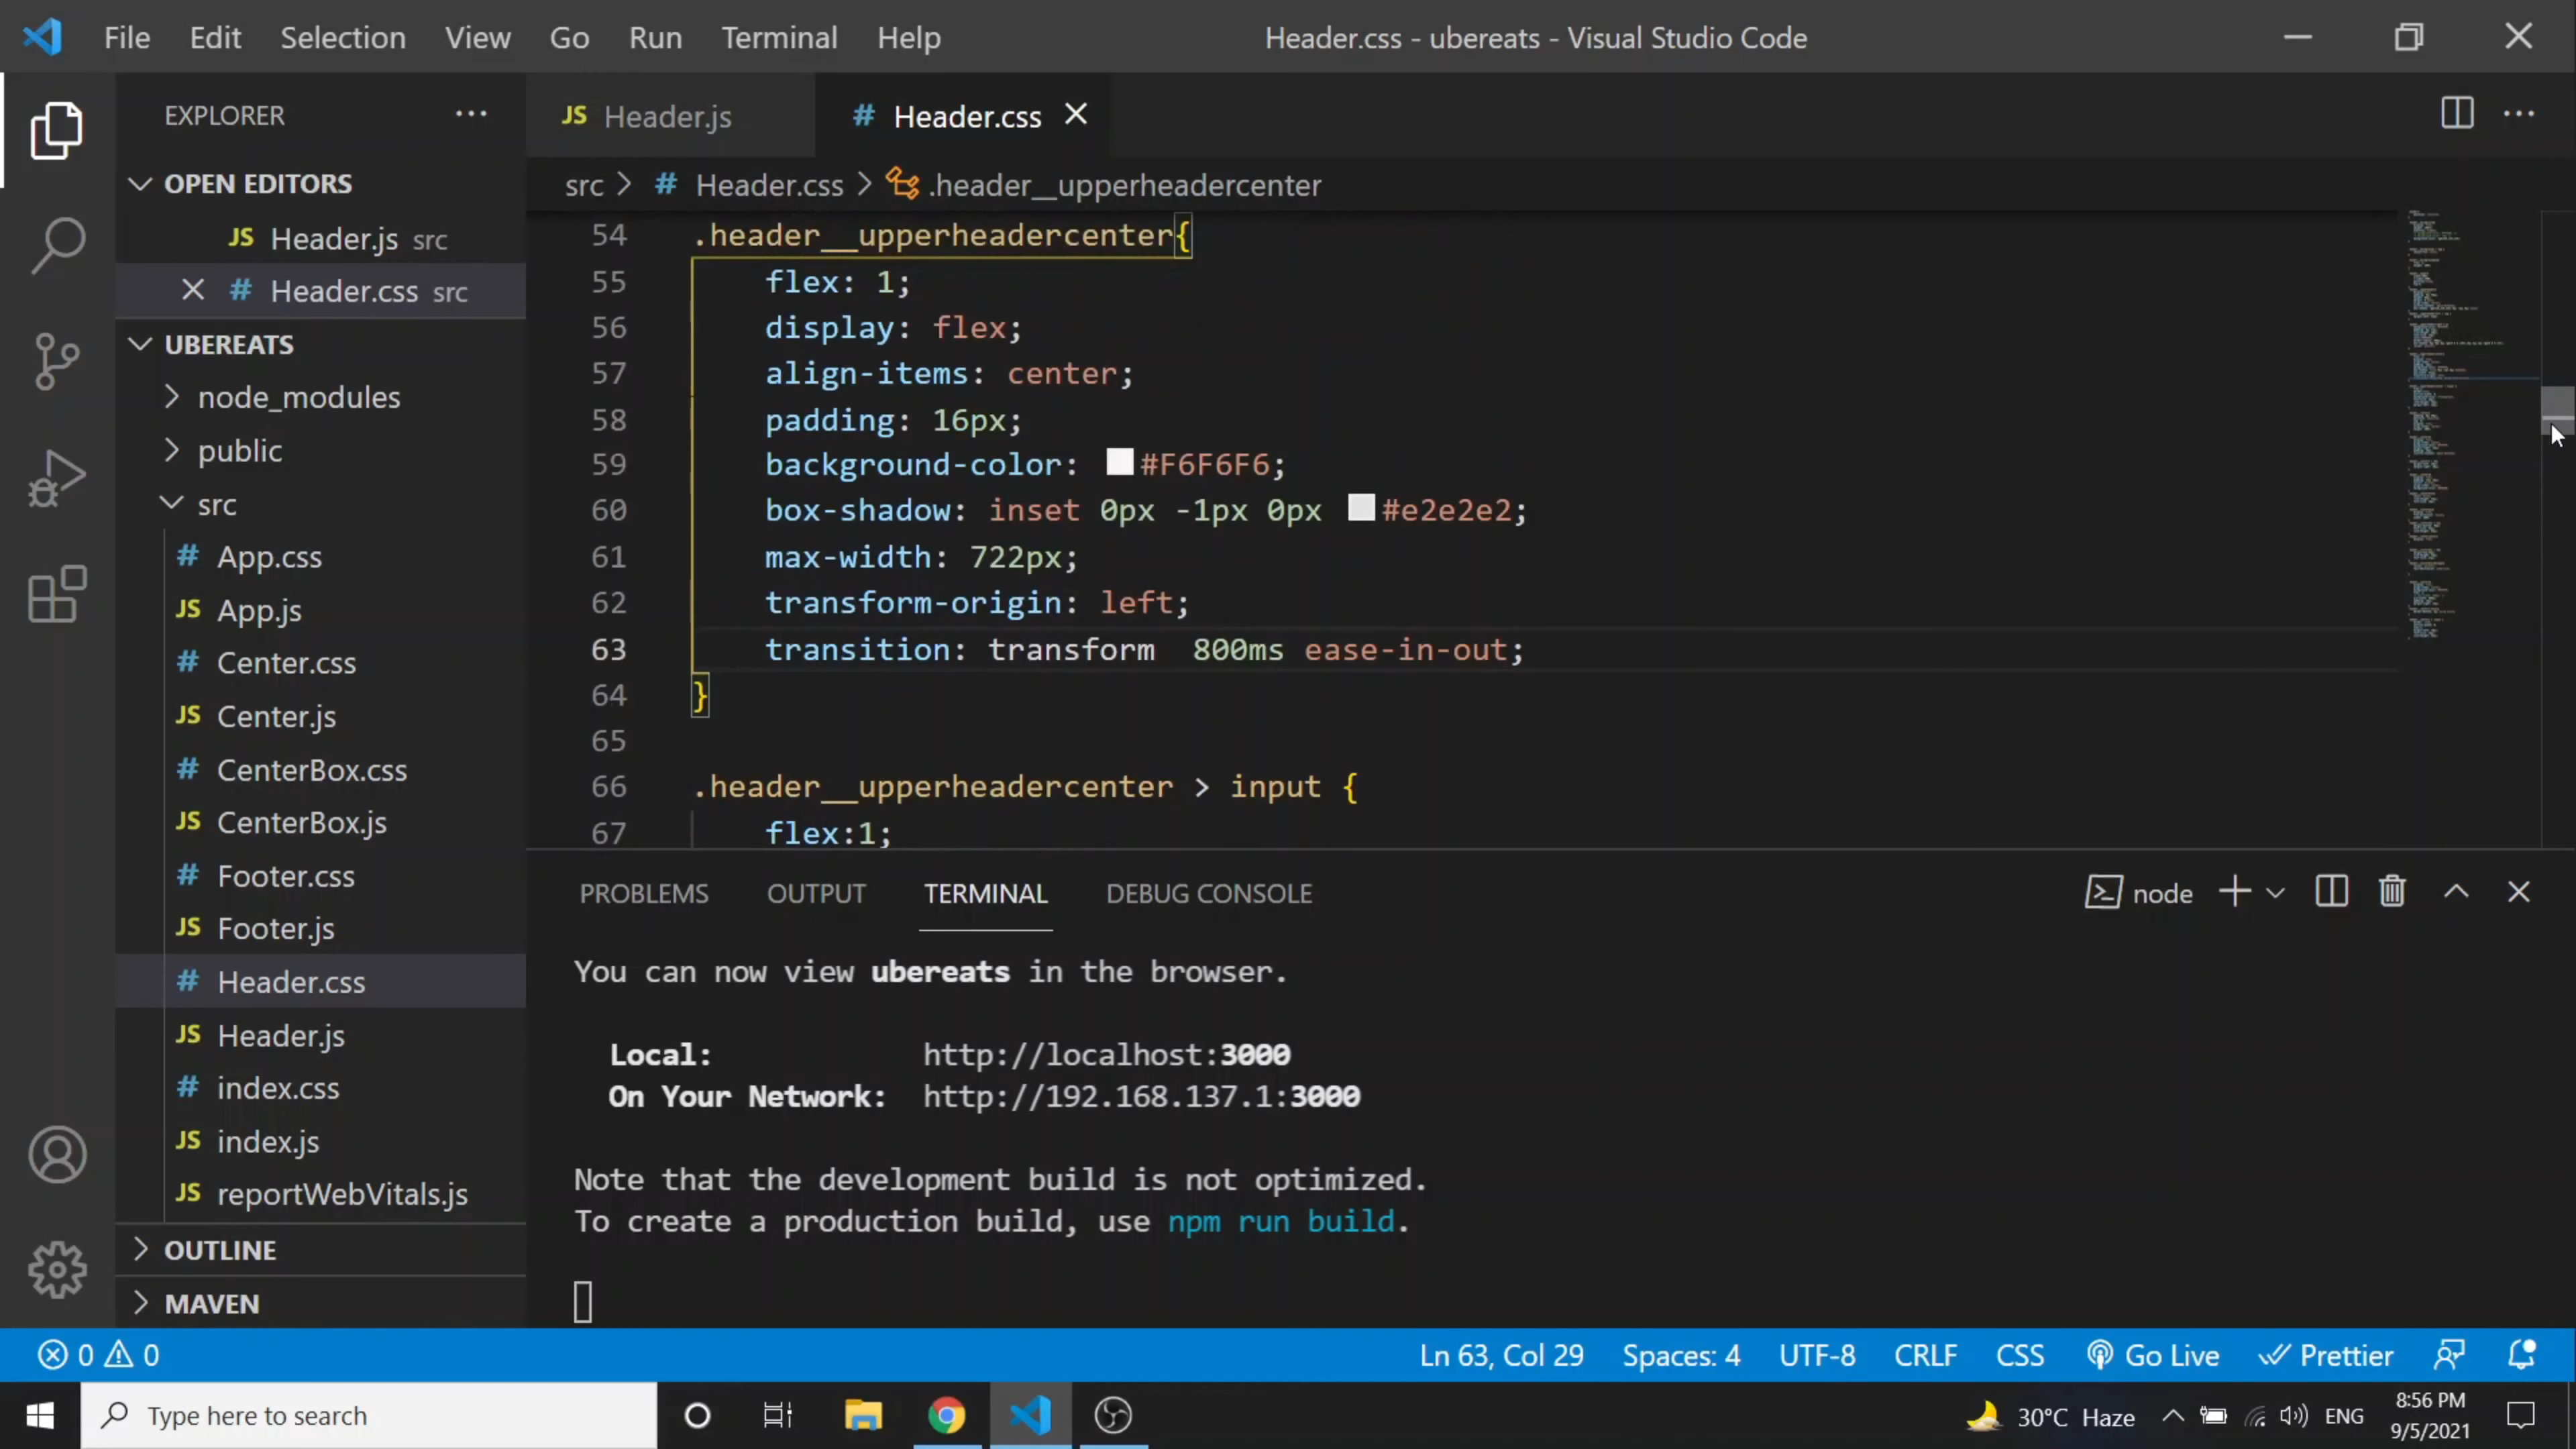 File Edit Selection View Go Run Terminal Help Header.css - ubereats - Visual Studio Code
EXPLORER
OPEN EDITORS
JS Header.js src
# Header.css src
UBEREATS
node_modules
public
src
# App.css
JS App.js
# Center.css
JS Center.js
# CenterBox.css
JS CenterBox.js
# Footer.css
JS Footer.js
# Header.css
JS Header.js
# index.css
JS index.js
JS reportWebVitals.js
OUTLINE
MAVEN
JS Header.js # Header.css
src > # Header.css > .header__upperheadercenter
54 .header__upperheadercenter{
55 flex: 1;
56 display: flex;
57 align-items: center;
58 padding: 16px;
59 background-color: #F6F6F6;
60 box-shadow: inset 0px -1px 0px #e2e2e2;
61 max-width: 722px;
62 transform-origin: left;
63 transition: transform  800ms ease-in-out;
64 }
65
66 .header__upperheadercenter > input {
67 flex:1;
PROBLEMS OUTPUT TERMINAL DEBUG CONSOLE node
You can now view ubereats in the browser.
Local: http://localhost:3000
On Your Network: http://192.168.137.1:3000
Note that the development build is not optimized.
To create a production build, use npm run build.
0 0 Ln 63, Col 29 Spaces: 4 UTF-8 CRLF CSS Go Live Prettier
Type here to search 30°C Haze ENG 8:56 PM
9/5/2021